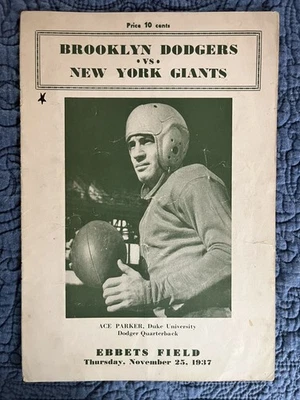 Price 10 cents
BROOKLYN DODGERS
• VS •
NEW YORK GIANTS
ACE PARKER, Duke University
Dodger Quarterback
EBBETS FIELD
Thursday, November 25, 1937